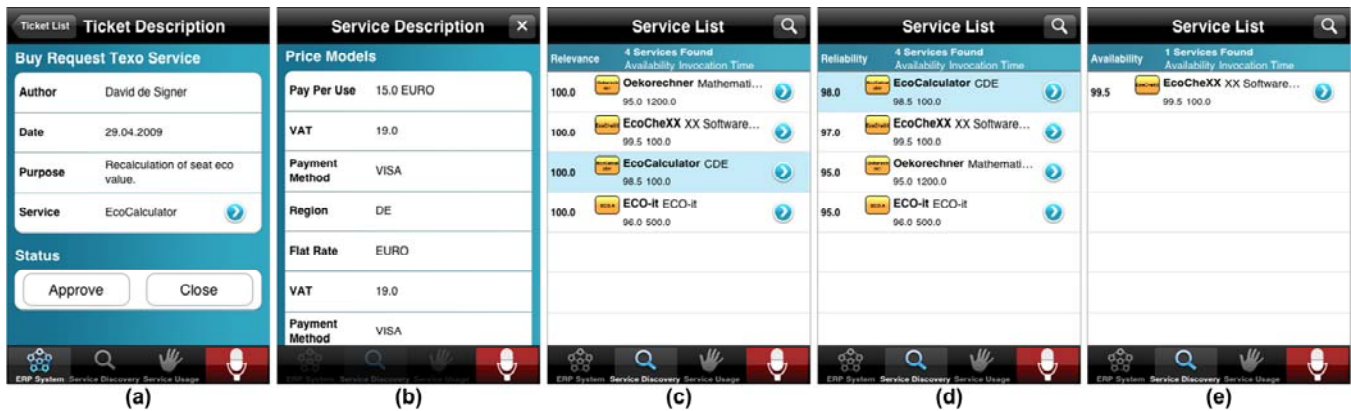 Ticket List Ticket Description
Buy Request Texo Service
Author David de Signer
Date 29.04.2009
Purpose Recalculation of seat eco
value.
Service EcoCalculator
Status
Approve Close
ERP System Service Discovery Service Usage
(a)
Service Description ×
Price Models
Pay Per Use 15.0 EURO
VAT 19.0
Payment
Method VISA
Region DE
Flat Rate EURO
VAT 19.0
Payment
Method VISA
ERP System Service Discovery Service Usage
(b)
Service List
Relevance 4 Services Found
Availability Invocation Time
100.0 Oekorechner Mathemati...
95.0 1200.0
100.0 EcoCheXX XX Software...
99.5 100.0
100.0 EcoCalculator CDE
98.5 100.0
100.0 ECO-it ECO-it
96.0 500.0
ERP System Service Discovery Service Usage
(c)
Service List
Reliability 4 Services Found
Availability Invocation Time
98.0 EcoCalculator CDE
98.5 100.0
97.0 EcoCheXX XX Software...
99.5 100.0
95.0 Oekorechner Mathemati...
95.0 1200.0
95.0 ECO-it ECO-it
96.0 500.0
ERP System Service Discovery Service Usage
(d)
Service List
Availability 1 Services Found
Availability Invocation Time
99.5 EcoCheXX XX Software...
99.5 100.0
ERP System Service Discovery Service Usage
(e)